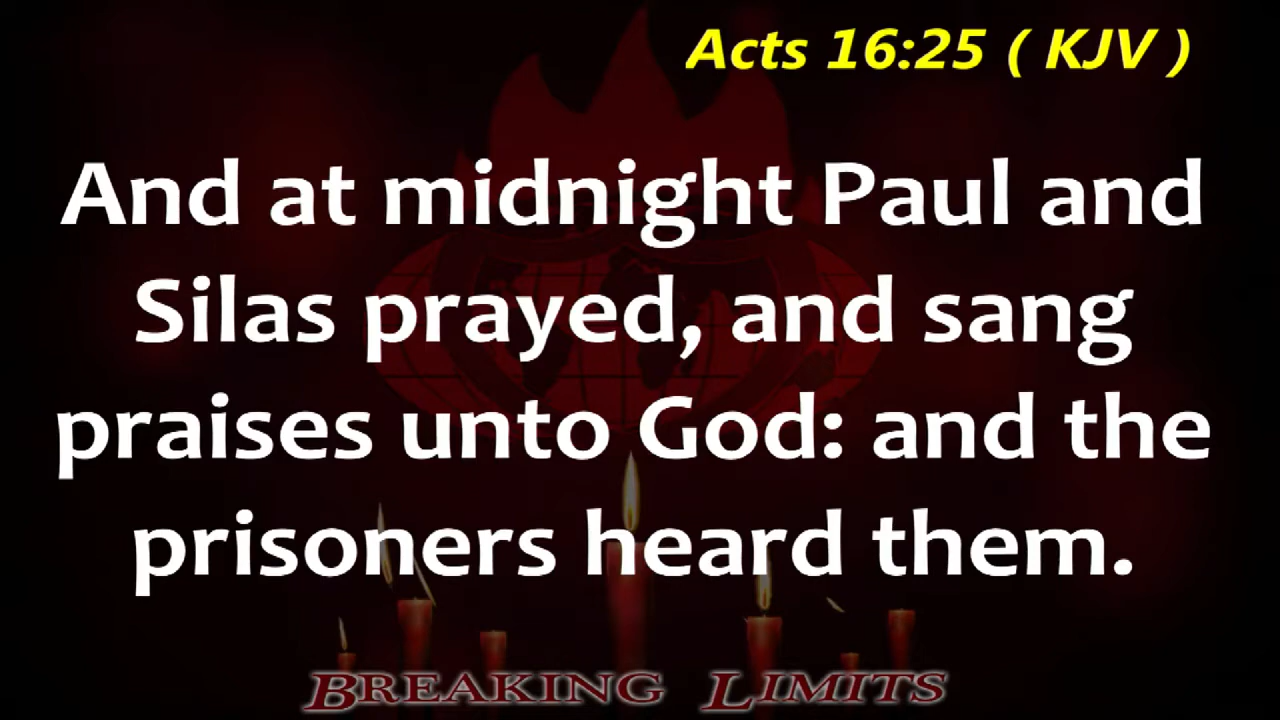 Acts 16:25 ( KJV )
And at midnight Paul and
Silas prayed, and sang
praises unto God: and the
prisoners heard them.
BREAKING LIMITS